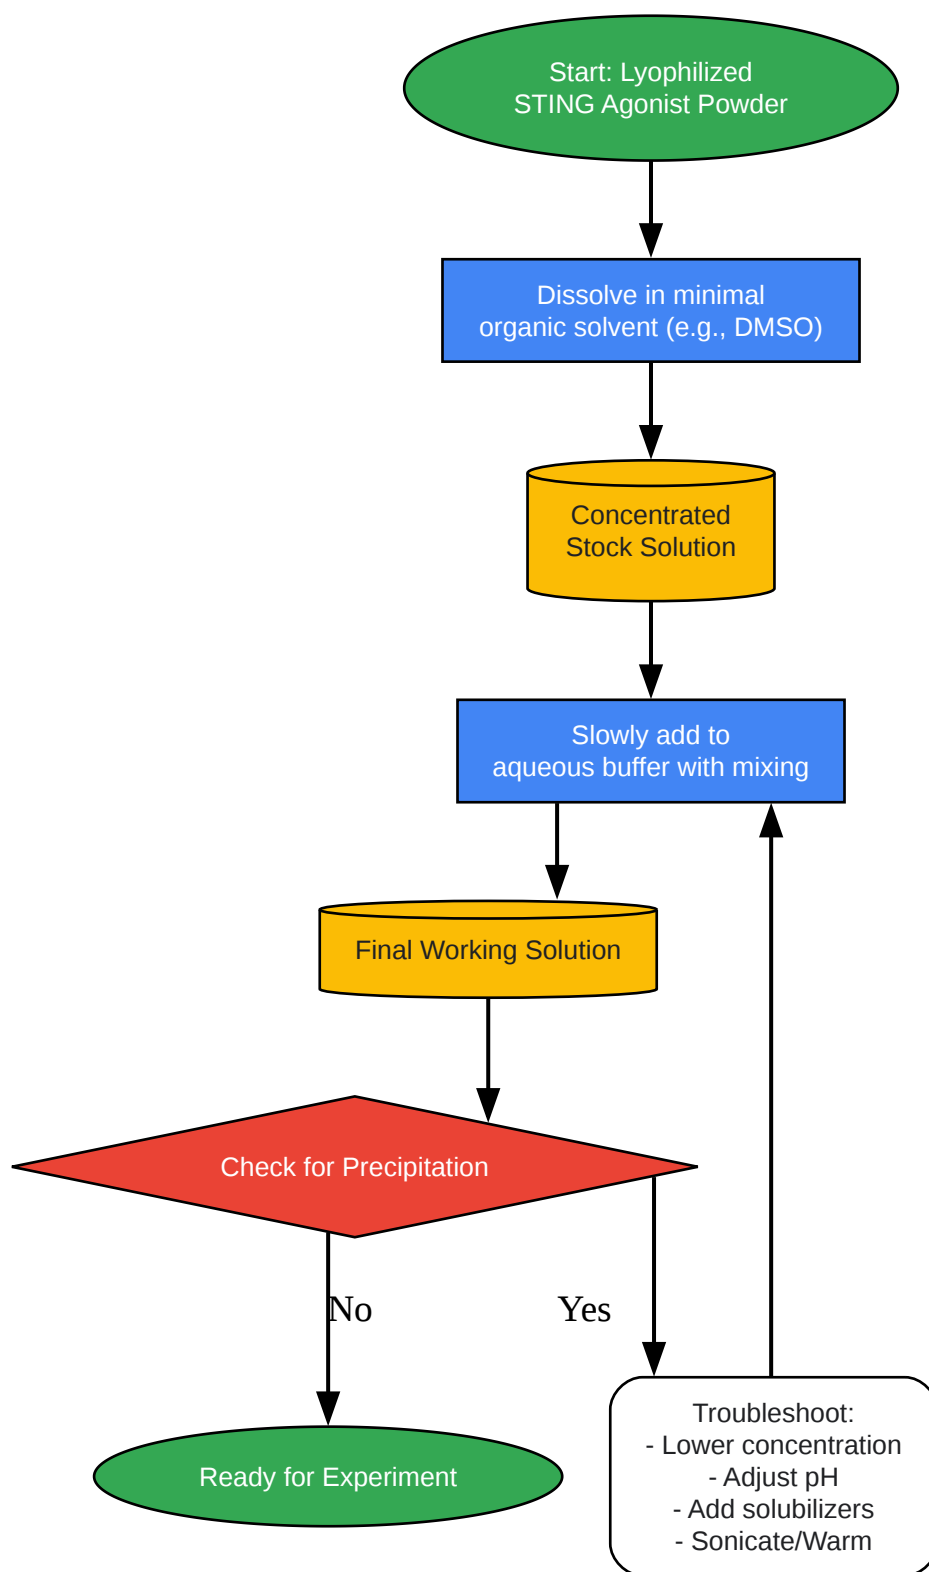 Start: Lyophilized
STING Agonist Powder
Dissolve in minimal
organic solvent (e.g., DMSO)
Concentrated
Stock Solution
Slowly add to
aqueous buffer with mixing
Final Working Solution
Check for Precipitation
No
Yes
Ready for Experiment
Troubleshoot:
- Lower concentration
- Adjust pH
- Add solubilizers
- Sonicate/Warm